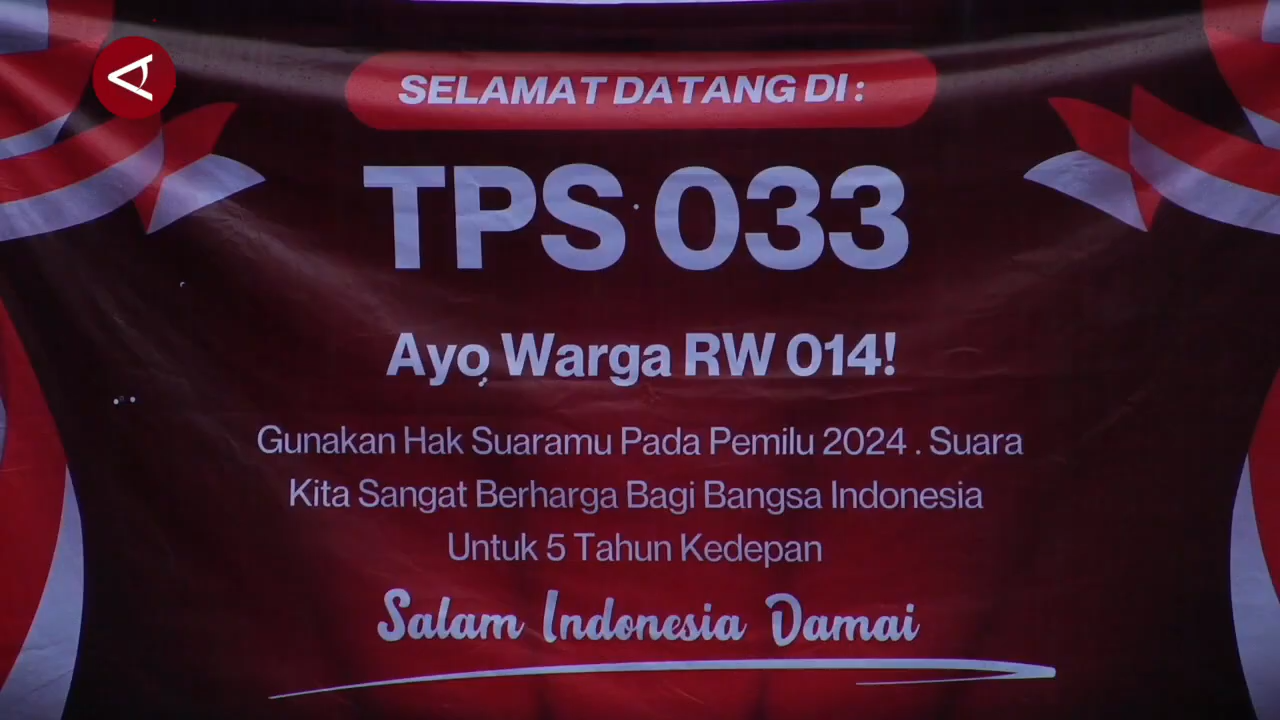 SELAMAT DATANG DI :
TPS 033
Ayo Warga RW 014!
Gunakan Hak Suaramu Pada Pemilu 2024 . Suara
Kita Sangat Berharga Bagi Bangsa Indonesia
Untuk 5 Tahun Kedepan
Salam Indonesia Damai